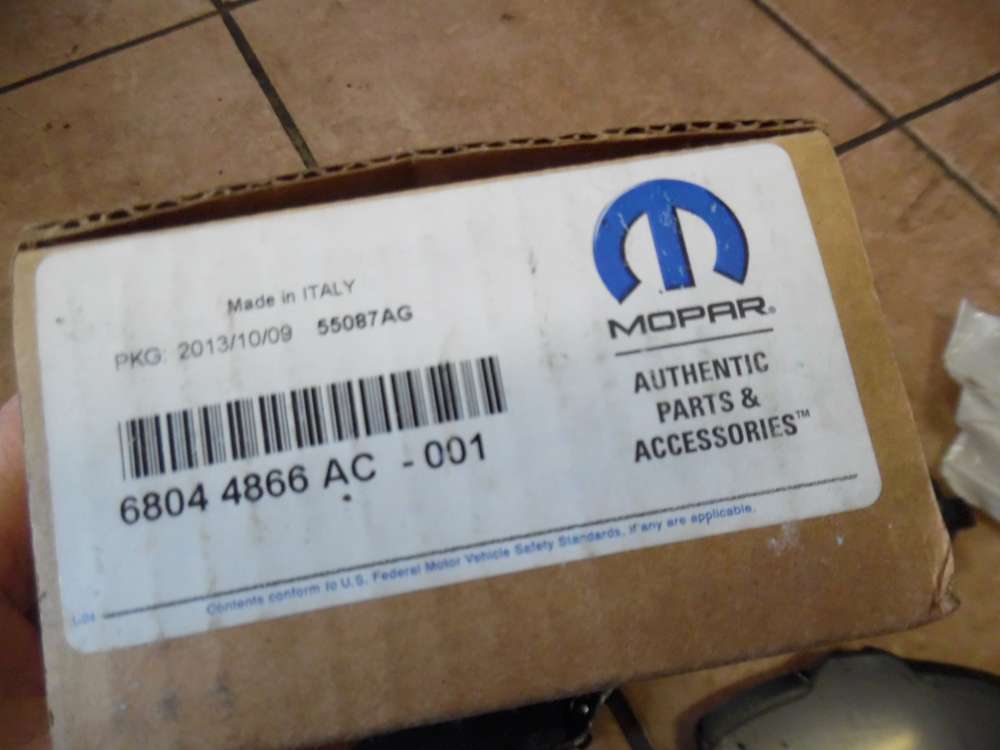 Made in ITALY
PKG: 2013/10/09 55087AG
6804 4866 AC - 001
MOPAR®
AUTHENTIC
PARTS &
ACCESSORIES™
L-04
Contents conform to U.S. Federal Motor Vehicle Safety Standards, if any are applicable.